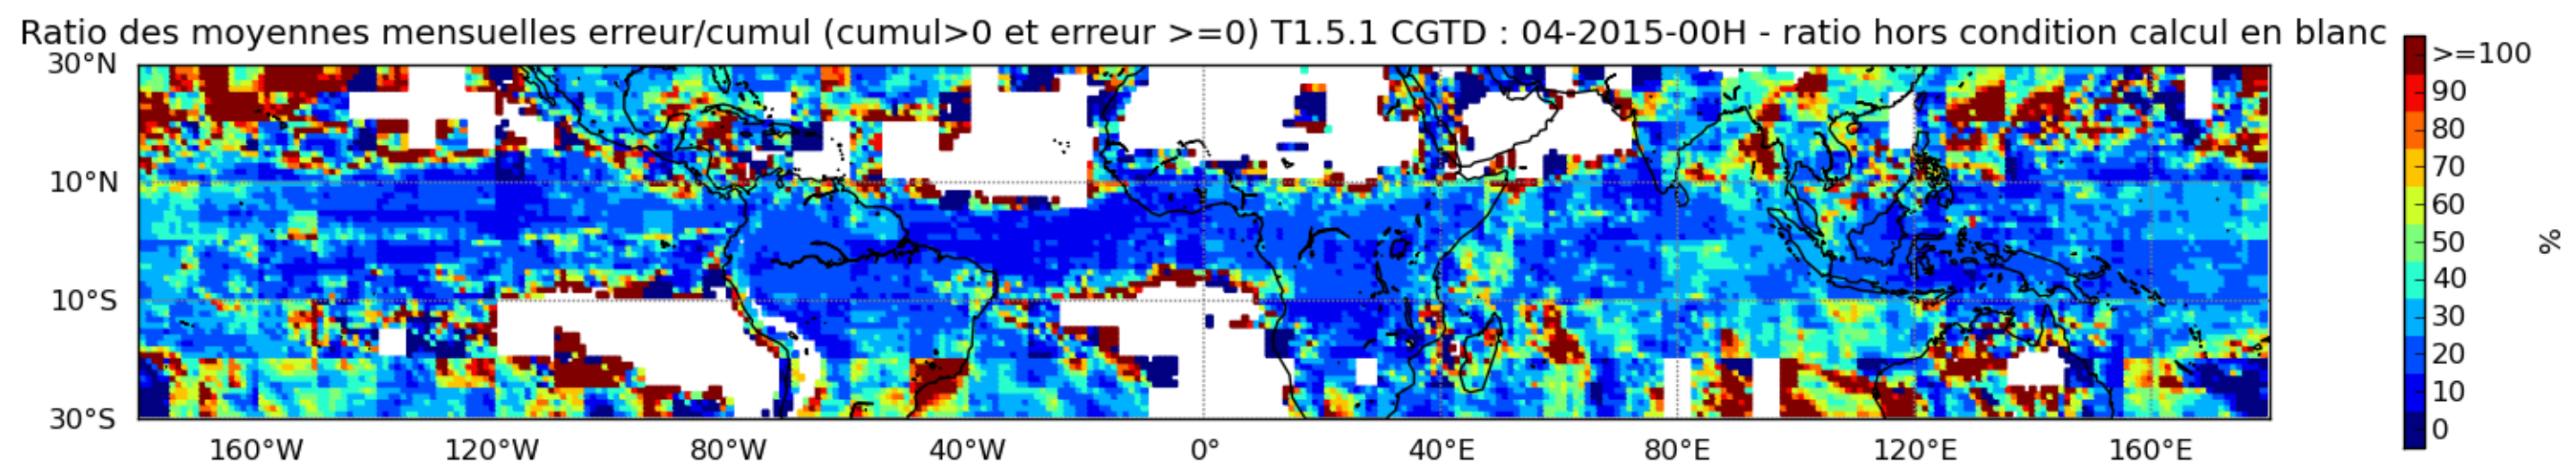 Ratio des moyennes mensuelles erreur/cumul (cumul>0 et erreur >=0) T1.5.1 CGTD : 04-2015-00H - ratio hors condition calcul en blanc
30°N
10°N
10°S
30°S
160°W 120°W 80°W 40°W 0° 40°E 80°E 120°E 160°E
>=100
90
80
70
60
50
40
30
20
10
0
%